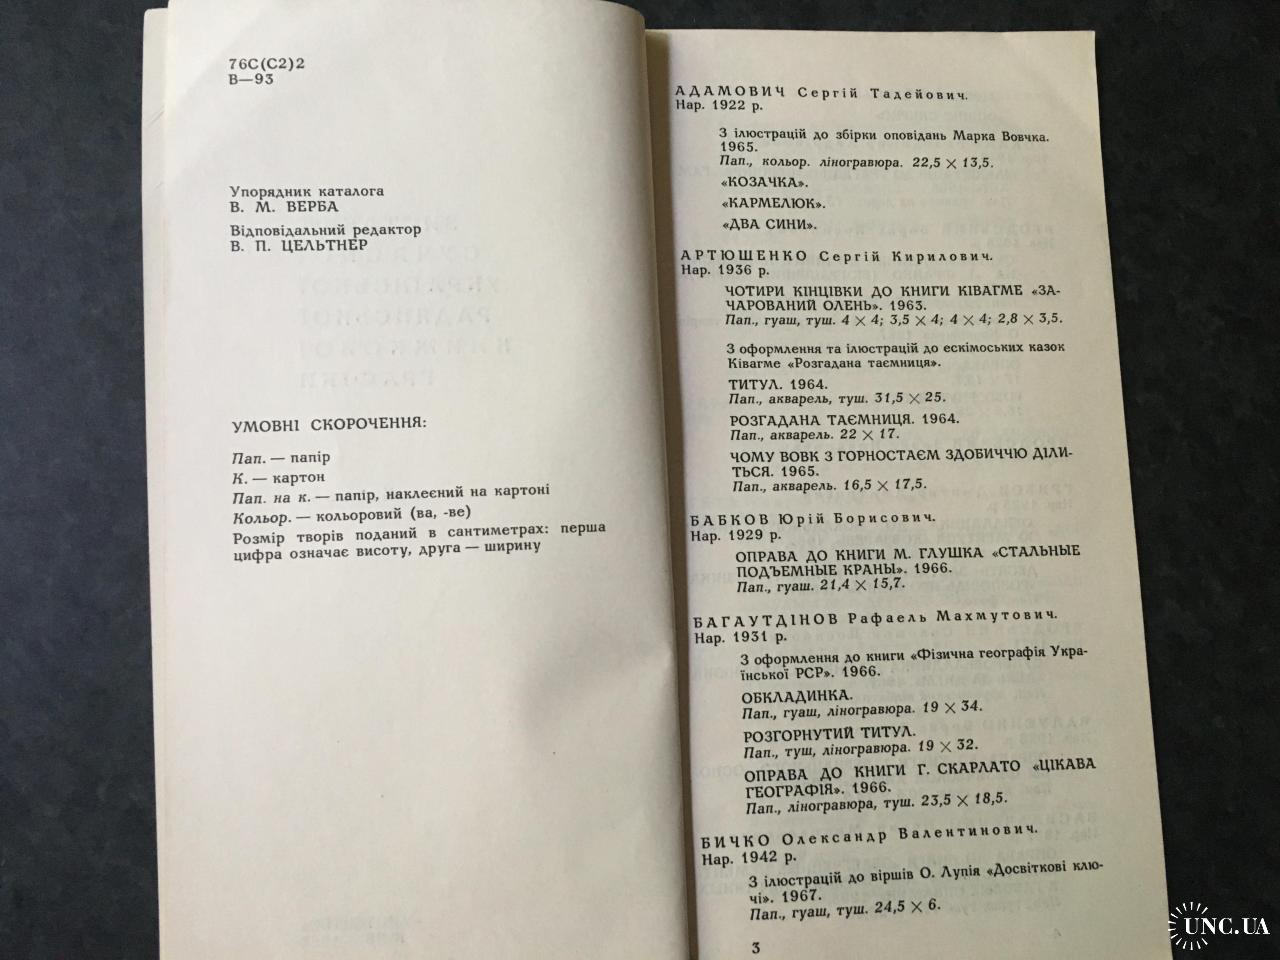 76С(С2)2
В—93
Упорядник каталога
В. М. ВЕРБА
Відповідальний редактор
В. П. ЦЕЛЬТНЕР
УМОВНІ СКОРОЧЕННЯ:
Пап. — папір
К. — картон
Пап. на к. — папір, наклеєний на картоні
Кольор. — кольоровий (ва, -ве)
Розмір творів поданий в сантиметрах: перша
цифра означає висоту, друга — ширину
АДАМОВИЧ Сергій Тадейович.
Нар. 1922 р.
З ілюстрацій до збірки оповідань Марка Вовчка.
1965.
Пап., кольор. ліногравюра. 22,5 × 13,5.
«КОЗАЧКА».
«КАРМЕЛЮК».
«ДВА СИНИ».
АРТЮШЕНКО Сергій Кирилович.
Нар. 1936 р.
ЧОТИРИ КІНЦІВКИ ДО КНИГИ КІВАГМЕ «ЗА-
ЧАРОВАНИЙ ОЛЕНЬ». 1963.
Пап., гуаш, туш. 4 × 4; 3,5 × 4; 4 × 4; 2,8 × 3,5.
З оформлення та ілюстрацій до ескімоських казок
Ківагме «Розгадана таємниця».
ТИТУЛ. 1964.
Пап., акварель, туш. 31,5 × 25.
РОЗГАДАНА ТАЄМНИЦЯ. 1964.
Пап., акварель. 22 × 17.
ЧОМУ ВОВК З ГОРНОСТАЄМ ЗДОБИЧЧЮ ДІЛИ-
ТЬСЯ. 1965.
Пап., акварель. 16,5 × 17,5.
БАБКОВ Юрій Борисович.
Нар. 1929 р.
ОПРАВА ДО КНИГИ М. ГЛУШКА «СТАЛЬНЫЕ
ПОДЪЕМНЫЕ КРАНЫ». 1966.
Пап., гуаш. 21,4 × 15,7.
БАГАУТДІНОВ Рафаель Махмутович.
Нар. 1931 р.
З оформлення до книги «Фізична географія Укра-
їнської РСР». 1966.
ОБКЛАДИНКА.
Пап., гуаш, ліногравюра. 19 × 34.
РОЗГОРНУТИЙ ТИТУЛ.
Пап., туш, ліногравюра. 19 × 32.
ОПРАВА ДО КНИГИ Г. СКАРЛАТО «ЦІКАВА
ГЕОГРАФІЯ». 1966.
Пап., ліногравюра, туш. 23,5 × 18,5.
БИЧКО Олександр Валентинович.
Нар. 1942 р.
З ілюстрацій до віршів О. Лупія «Досвіткові клю-
чі». 1967.
Пап., гуаш, туш. 24,5 × 6.
3
UNC.UA